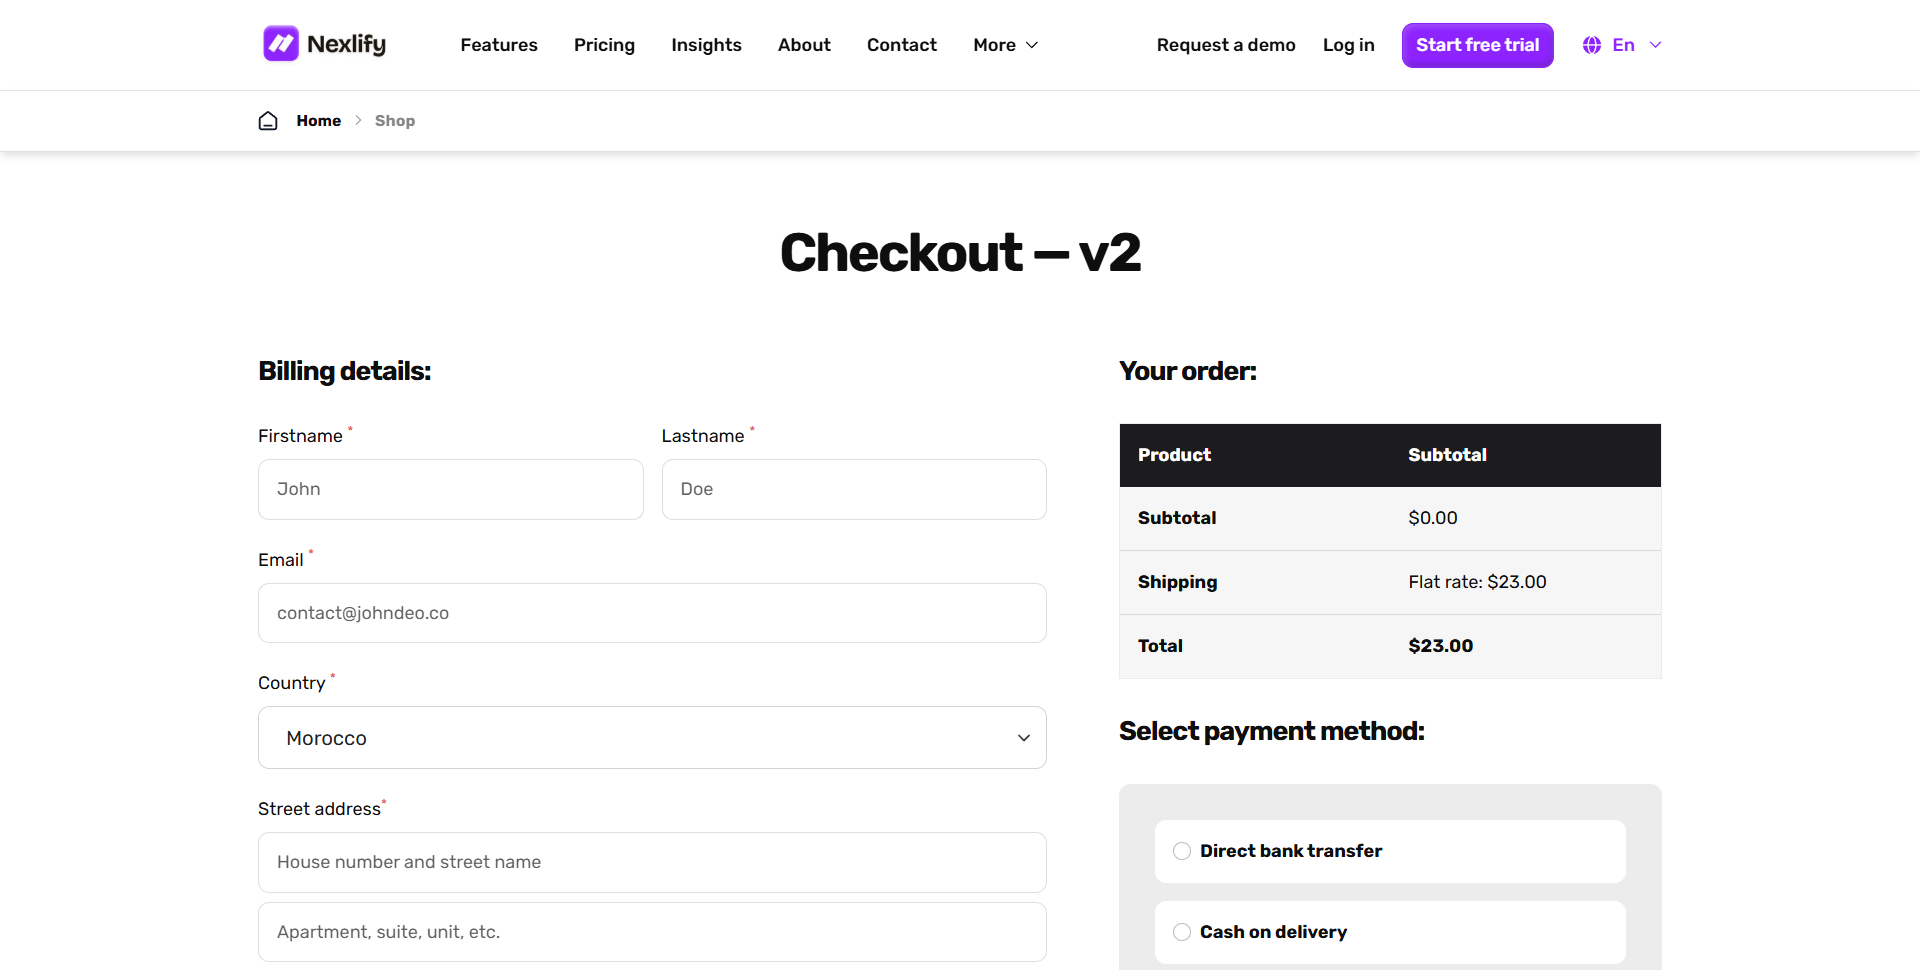 Nexlify
Features Pricing Insights About Contact More
Request a demo Log in Start free trial En
Home Shop
Checkout — v2
Billing details:
Firstname * Lastname *
John Doe
Email *
contact@johndeo.co
Country *
Morocco
Street address*
House number and street name
Apartment, suite, unit, etc.
Your order:
Product Subtotal
Subtotal $0.00
Shipping Flat rate: $23.00
Total $23.00
Select payment method:
Direct bank transfer
Cash on delivery